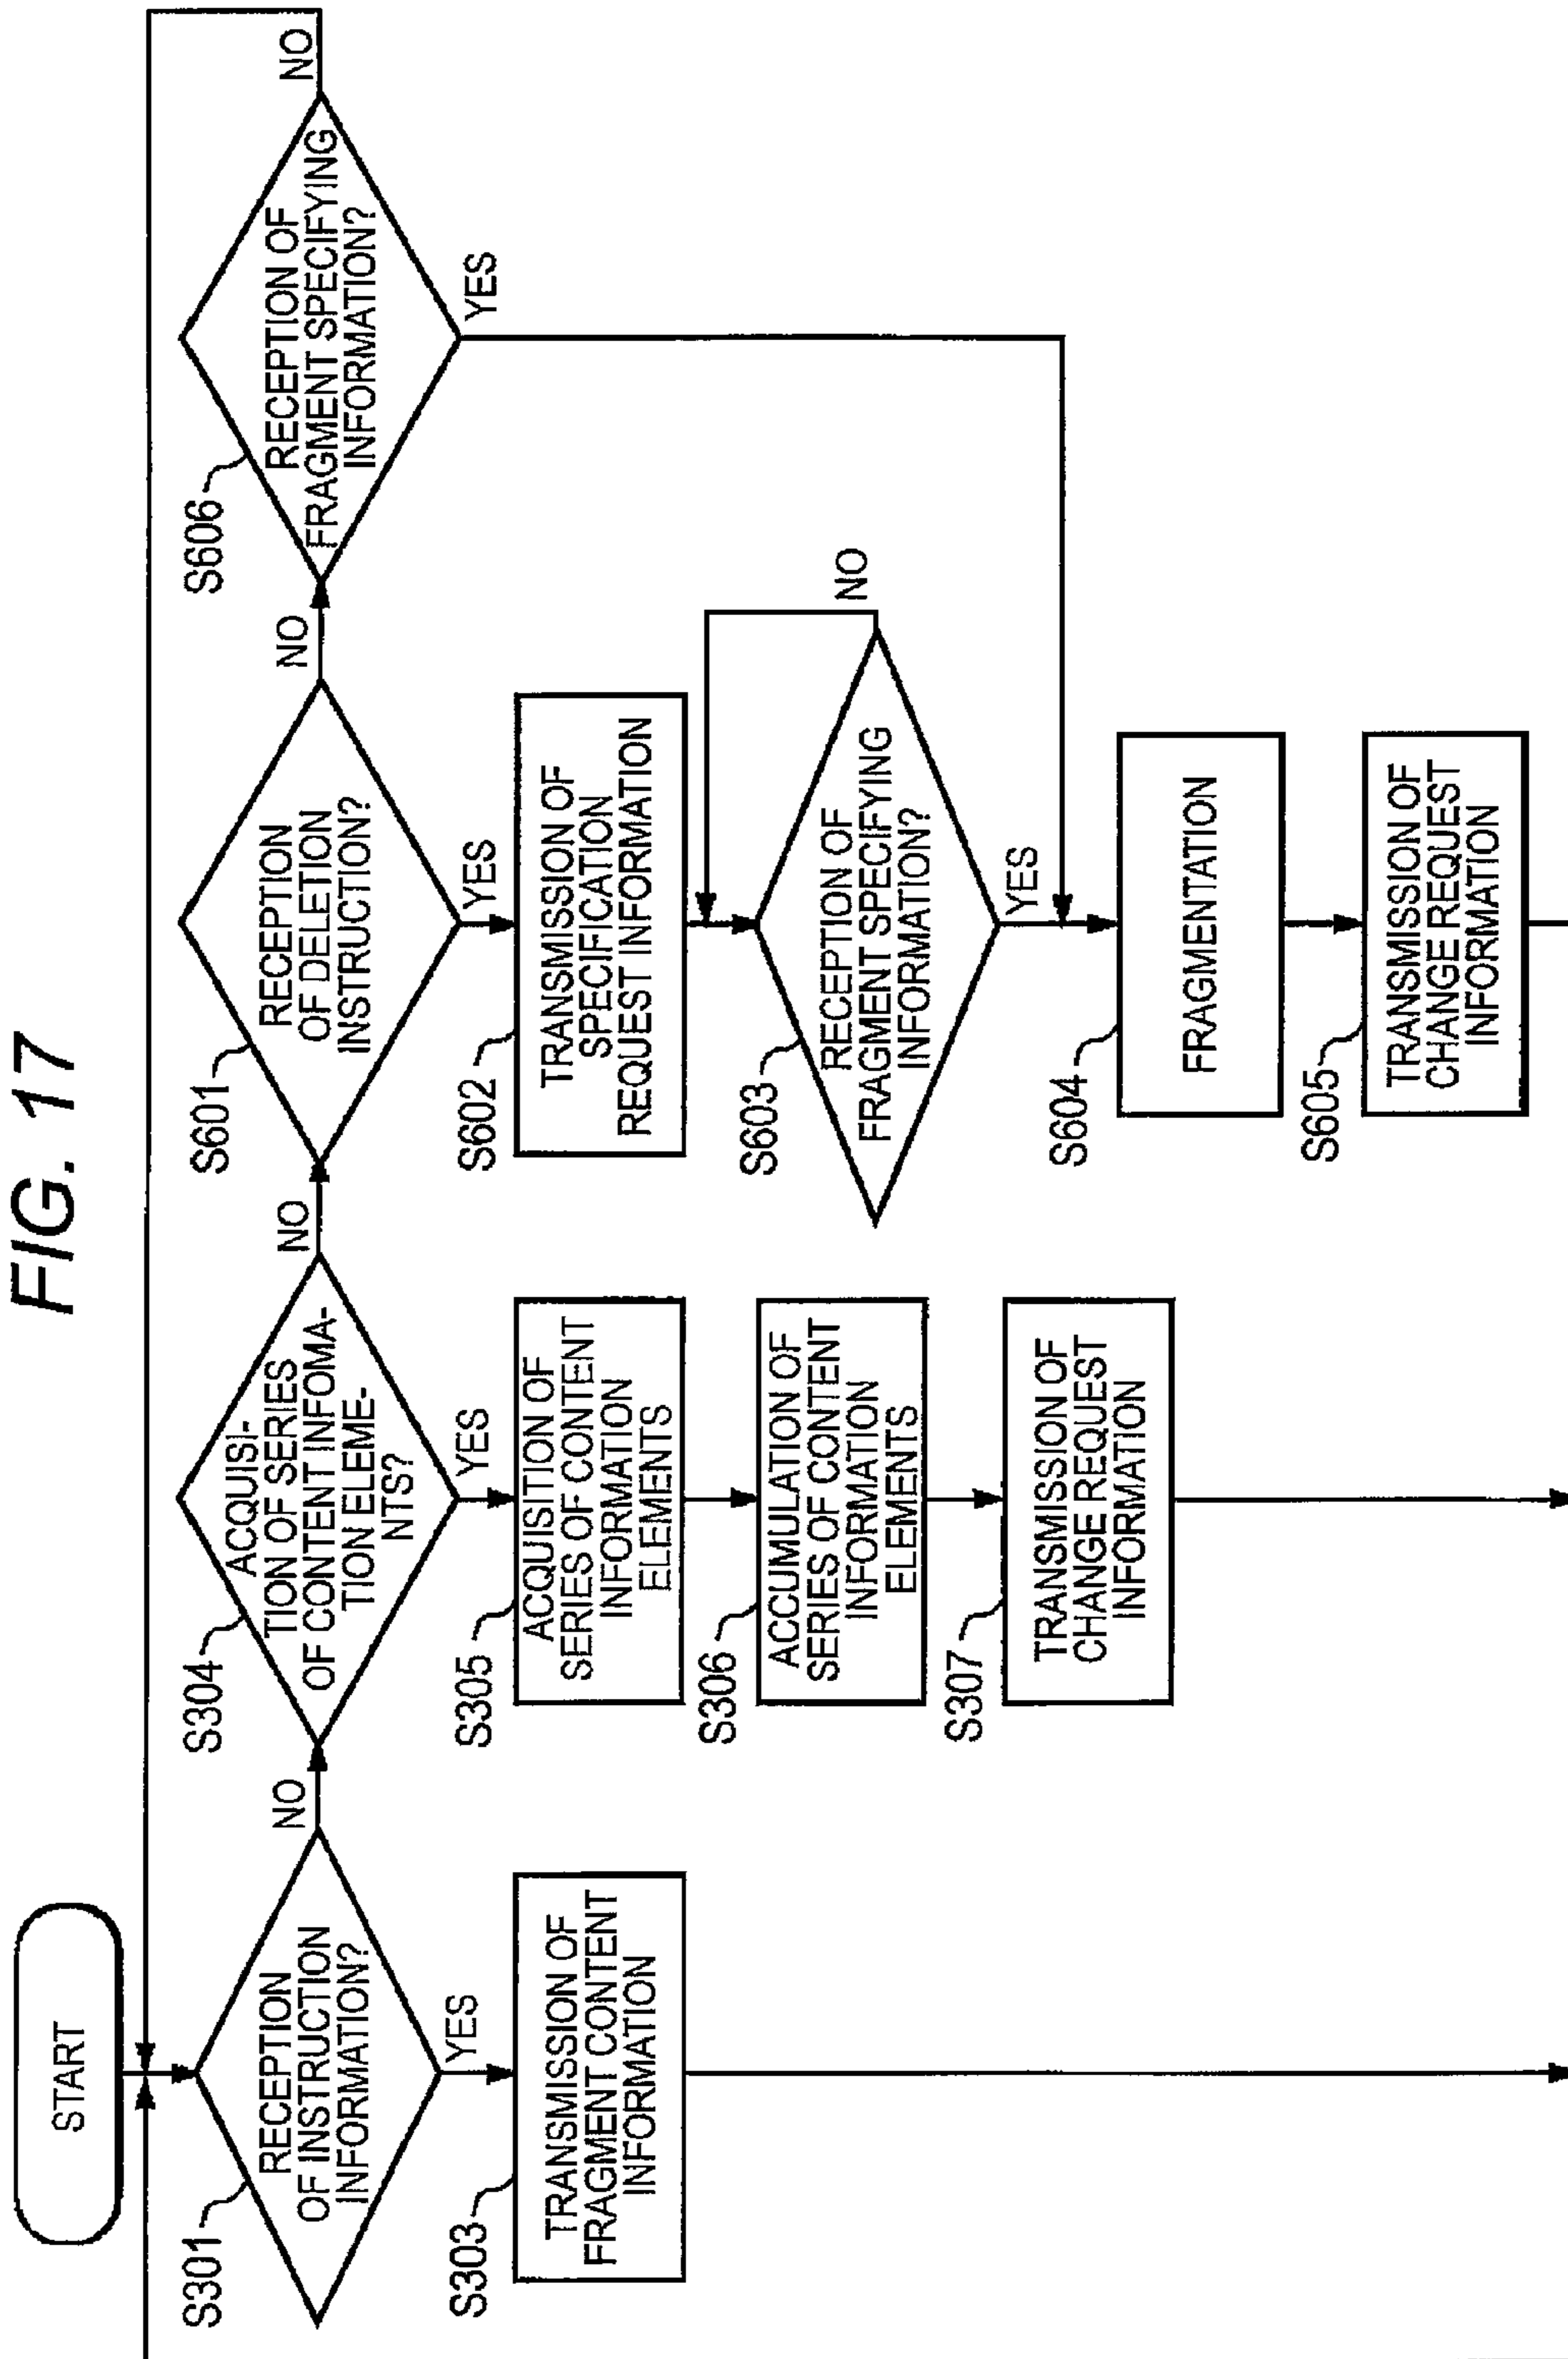 FIG. 17
START
S301
RECEPTION
OF INSTRUCTION
INFORMATION?
NO
YES
S303
TRANSMISSION OF
FRAGMENT CONTENT
INFORMATION
S304
ACQUISI-
TION OF SERIES
OF CONTENT INFOMA-
TION ELEME-
NTS?
NO
YES
S305
ACQUISITION OF
SERIES OF CONTENT
INFORMATION
ELEMENTS
S306
ACCUMULATION OF
SERIES OF CONTENT
INFORMATION
ELEMENTS
S307
TRANSMISSION OF
CHANGE REQUEST
INFORMATION
S601
RECEPTION
OF DELETION
INSTRUCTION?
NO
YES
S602
TRANSMISSION OF
SPECIFICATION
REQUEST INFORMATION
S603
RECEPTION OF
FRAGMENT SPECIFYING
INFORMATION?
NO
YES
S604
FRAGMENTATION
S605
TRANSMISSION OF
CHANGE REQUEST
INFORMATION
S606
RECEPTION OF
FRAGMENT SPECIFYING
INFORMATION?
NO
YES